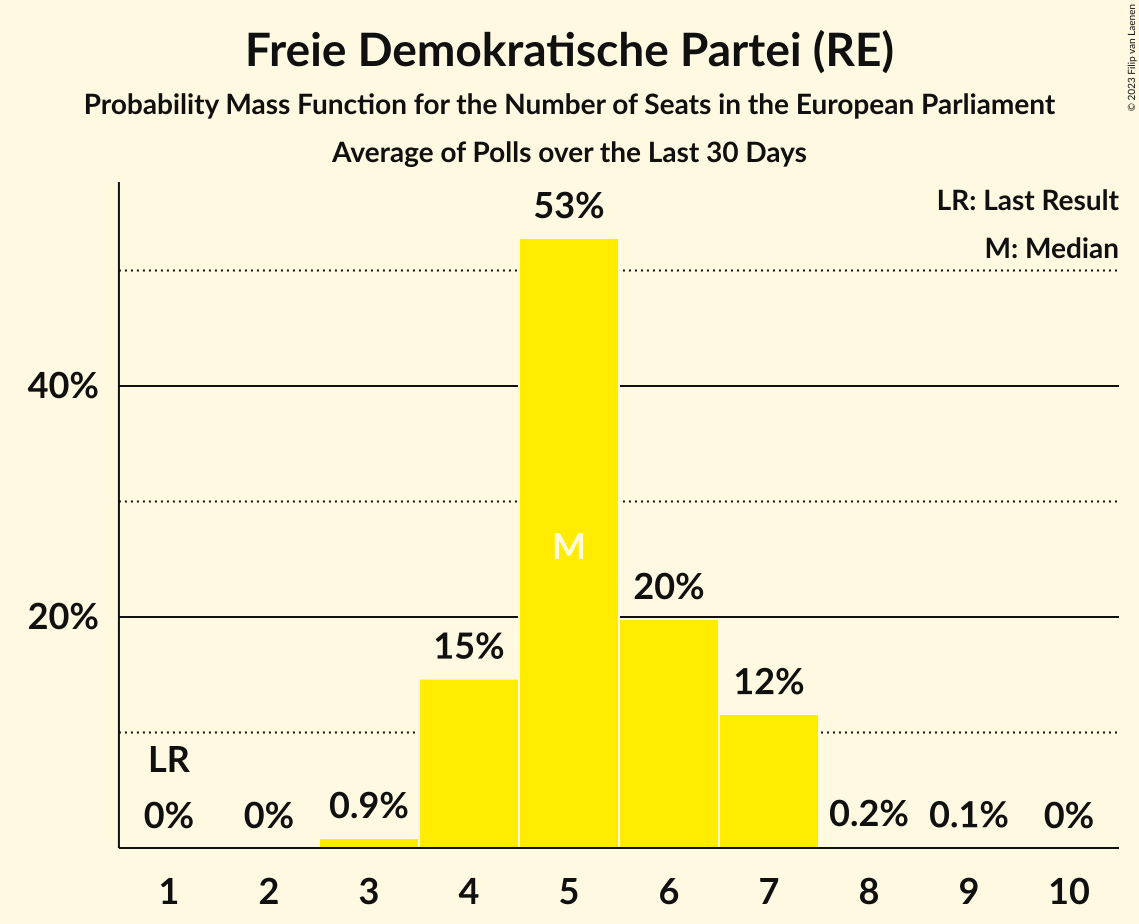 Freie Demokratische Partei (RE)
Probability Mass Function for the Number of Seats in the European Parliament
Average of Polls over the Last 30 Days
© 2023 Filip van Laenen
LR: Last Result
M: Median
53%
40%
M
20%
20%
15%
12%
LR
0%
0%
0.9%
0.2%
0.1%
0%
1 2 3 4 5 6 7 8 9 10